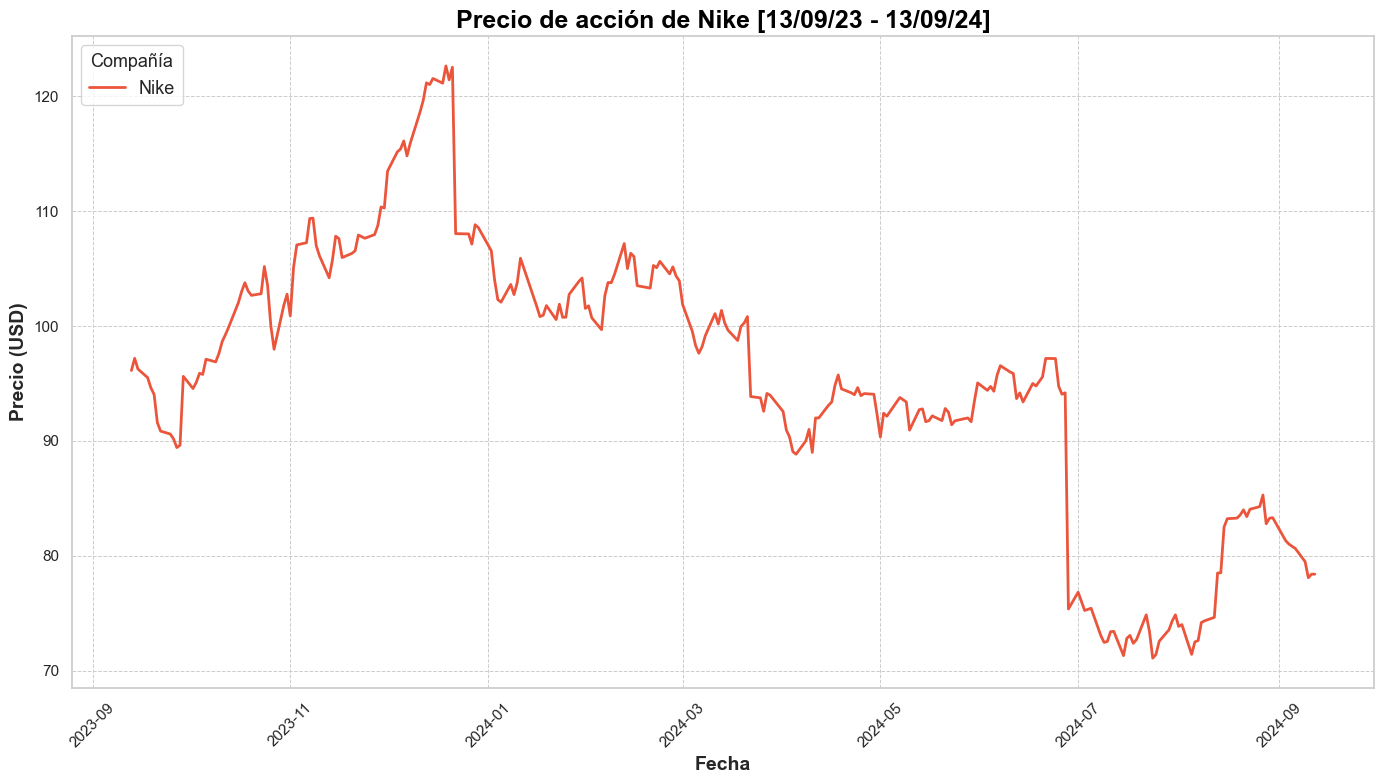 Precio de acción de Nike [13/09/23 - 13/09/24]
Compañía
Nike
Precio (USD)
120
110
100
90
80
70
2023-09
2023-11
2024-01
2024-03
2024-05
2024-07
2024-09
Fecha